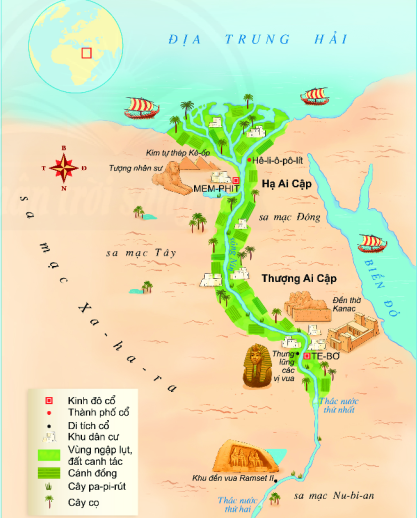 ĐỊA TRUNG HẢI
Kim tự tháp Kê-ốp
Hê-li-ô-pô-lít
Tượng nhân sư
MEM-PHIT
Hạ Ai Cập
B
T
Đ
N
sa mạc Đông
sa mạc Tây
sông Nin
sa mạc Xa-ha-ra
BIỂN ĐỎ
Thượng Ai Cập
Đền thờ
Kanac
Thung
lũng
các
vị vua
TE-BƠ
Thác nước
thứ nhất
Kinh đô cổ
Thành phố cổ
Di tích cổ
Khu dân cư
Vùng ngập lụt,
đất canh tác
Cánh đồng
Cây pa-pi-rút
Cây cọ
Khu đền vua Ramset II
Thác nước
thứ hai
sa mạc Nu-bi-an